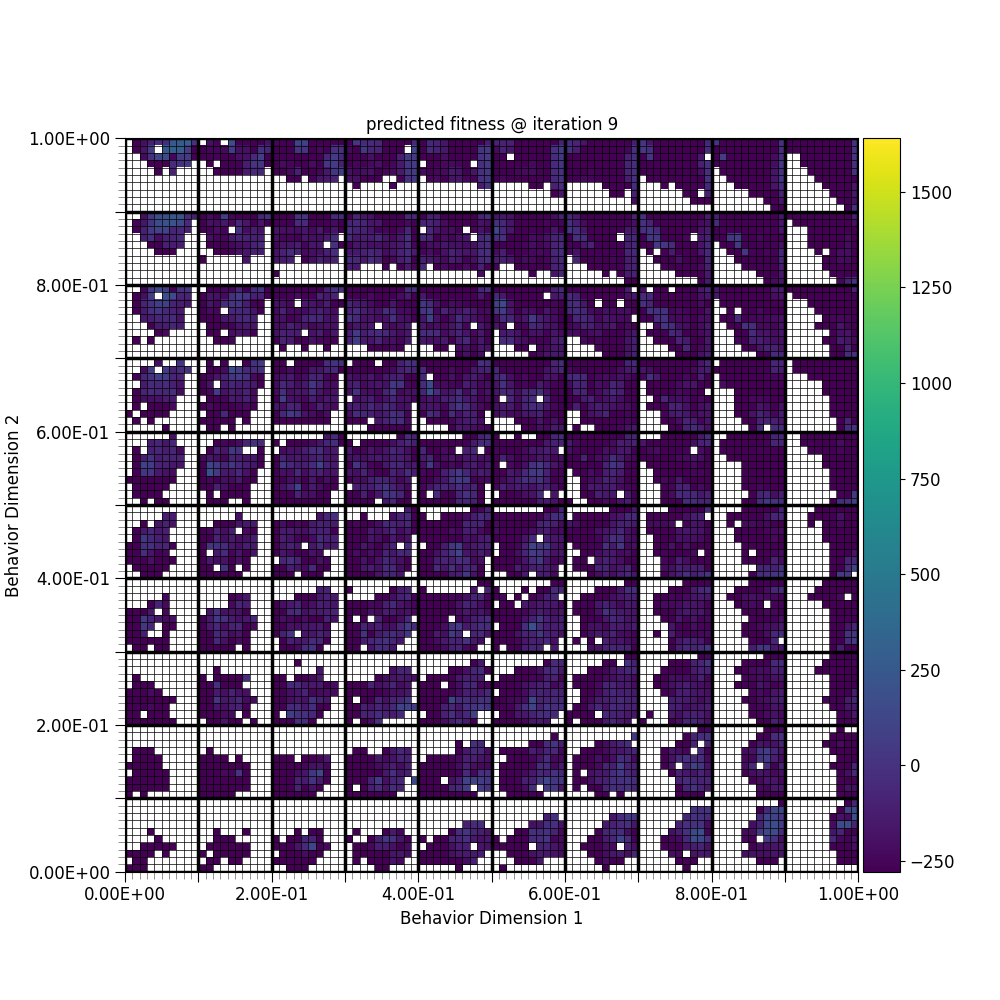 predicted fitness @ iteration 9
1.00E+00
8.00E-01
6.00E-01
4.00E-01
2.00E-01
0.00E+00
Behavior Dimension 2
0.00E+00 2.00E-01 4.00E-01 6.00E-01 8.00E-01 1.00E+00
Behavior Dimension 1
1500
1250
1000
750
500
250
0
−250